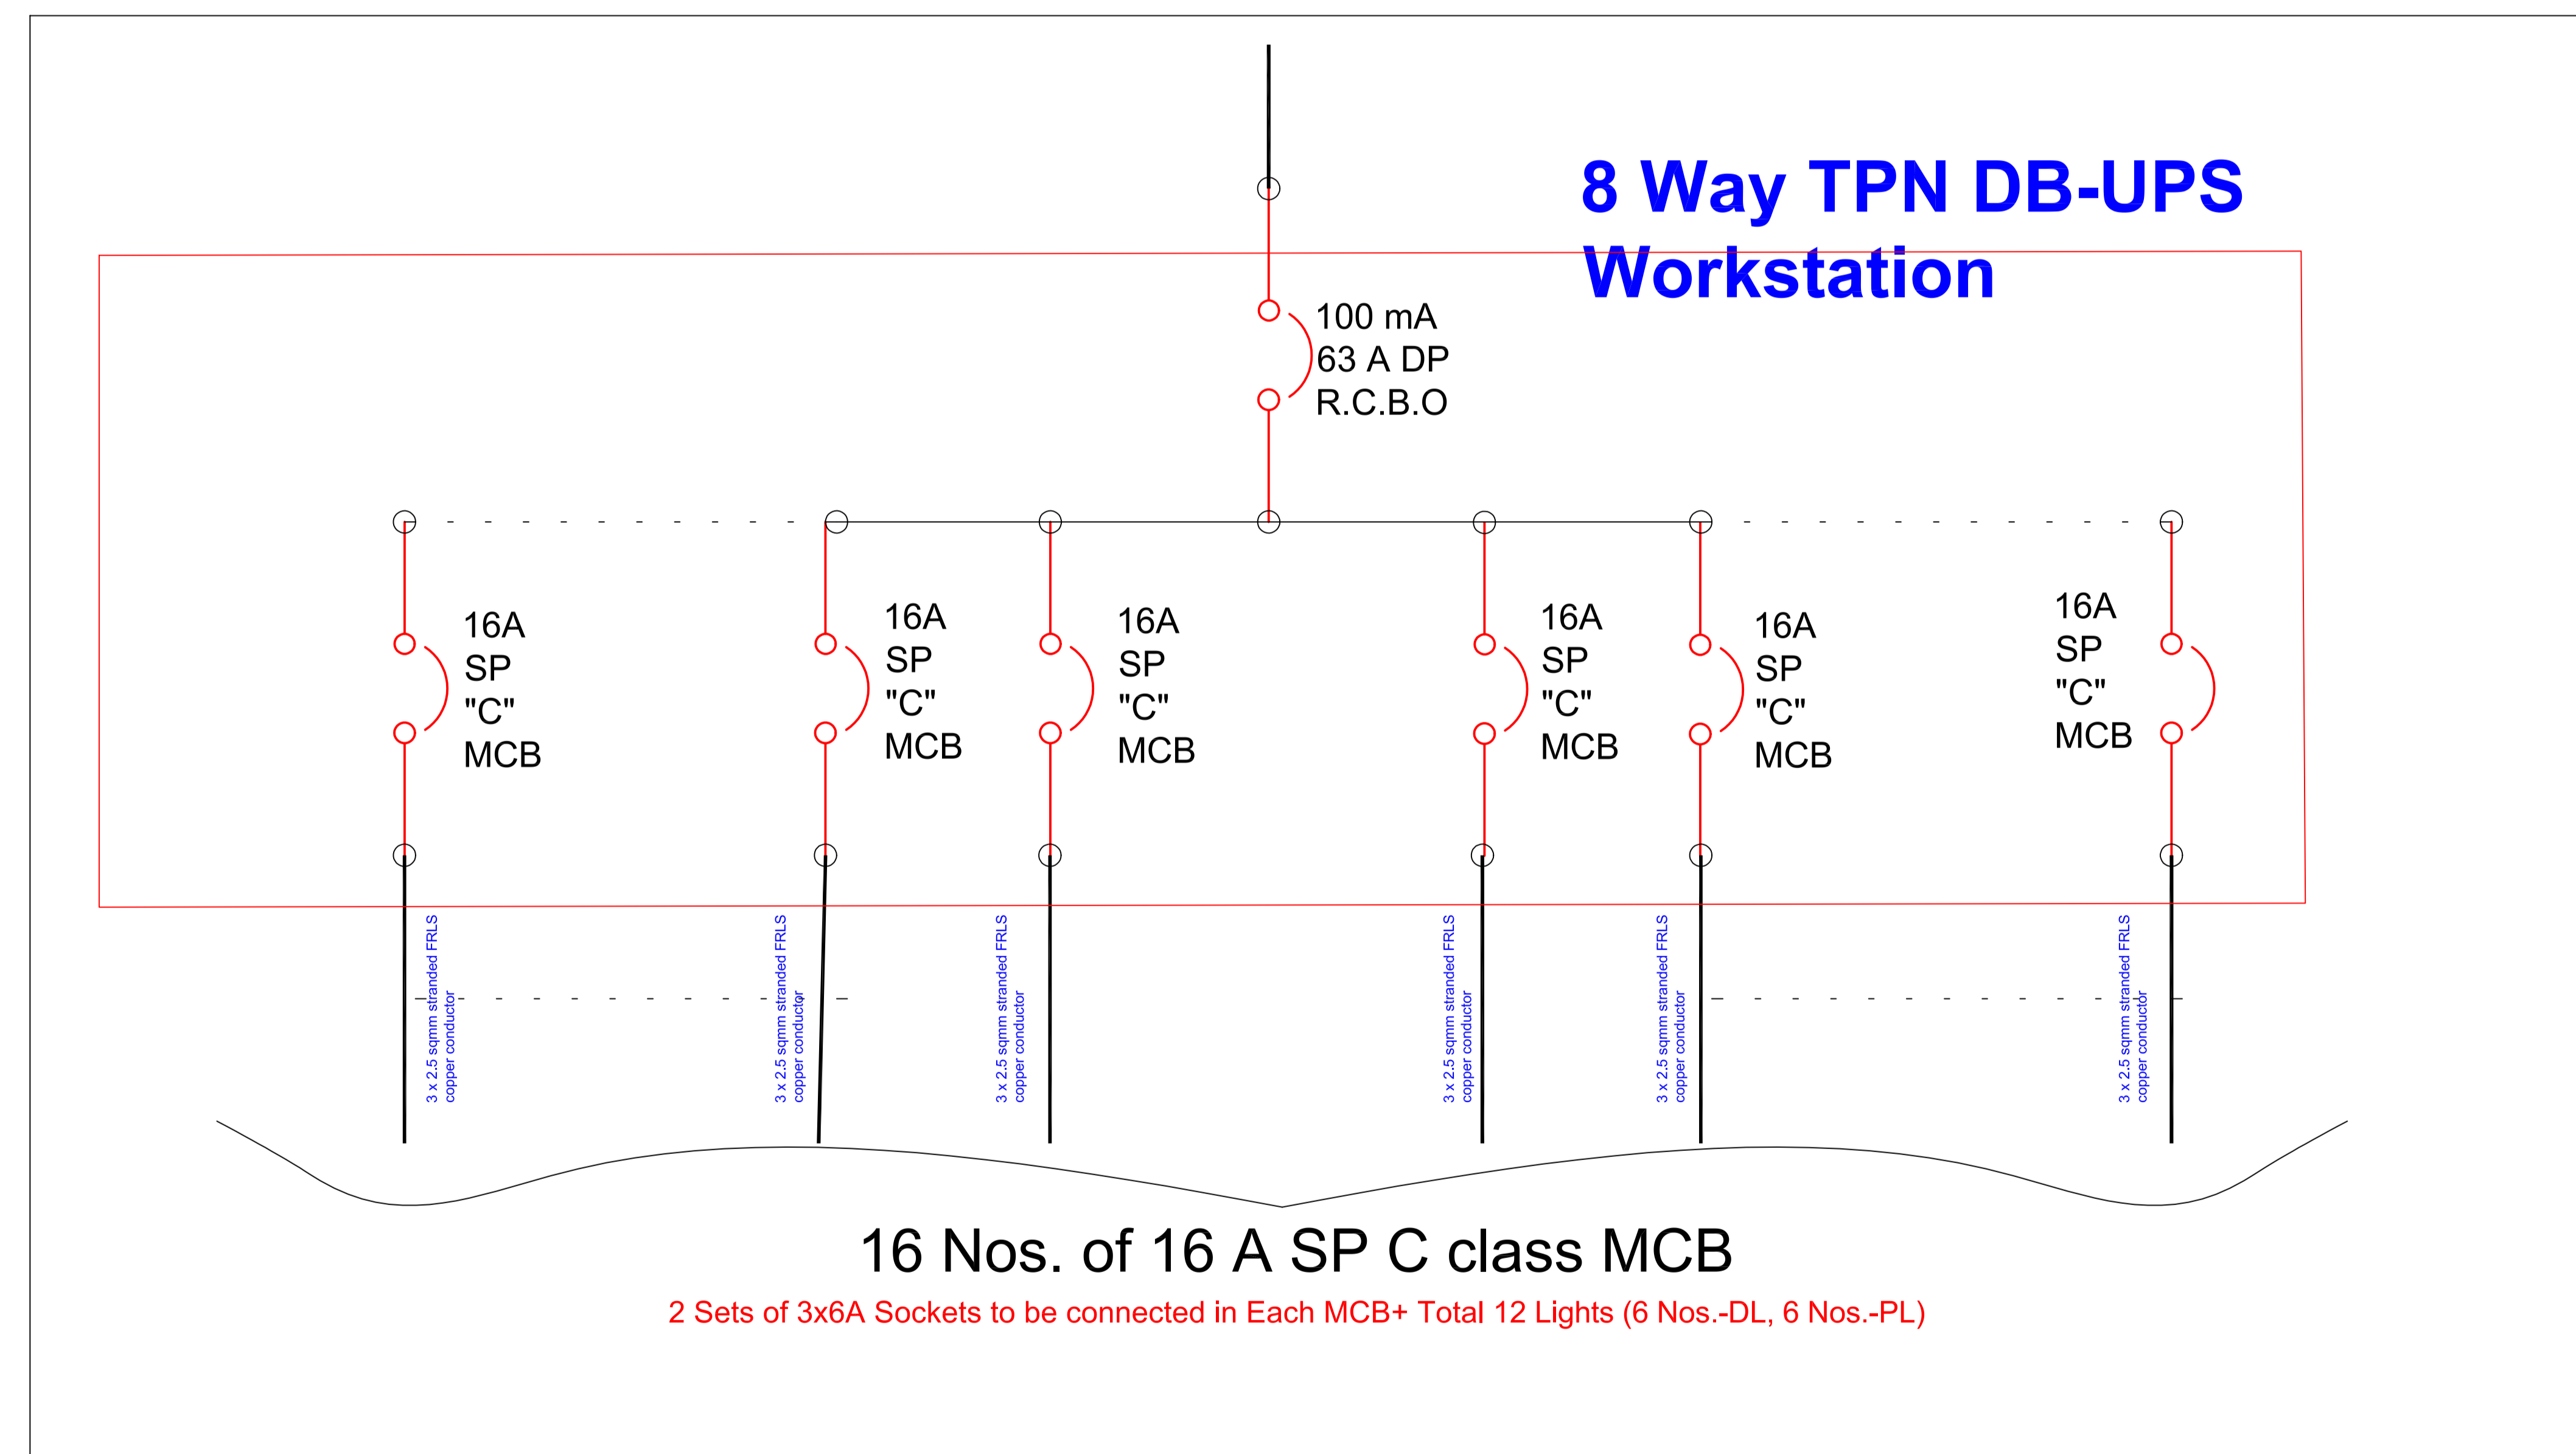 8 Way TPN DB-UPS
Workstation
100 mA
63 A DP
R.C.B.O
16A
SP
"C"
MCB
16A
SP
"C"
MCB
16A
SP
"C"
MCB
16A
SP
"C"
MCB
16A
SP
"C"
MCB
16A
SP
"C"
MCB
3 x 2.5 sqmm stranded FRLS
copper conductor
3 x 2.5 sqmm stranded FRLS
copper conductor
3 x 2.5 sqmm stranded FRLS
copper conductor
3 x 2.5 sqmm stranded FRLS
copper conductor
3 x 2.5 sqmm stranded FRLS
copper conductor
3 x 2.5 sqmm stranded FRLS
copper conductor
16 Nos. of 16 A SP C class MCB
2 Sets of 3x6A Sockets to be connected in Each MCB+ Total 12 Lights (6 Nos.-DL, 6 Nos.-PL)